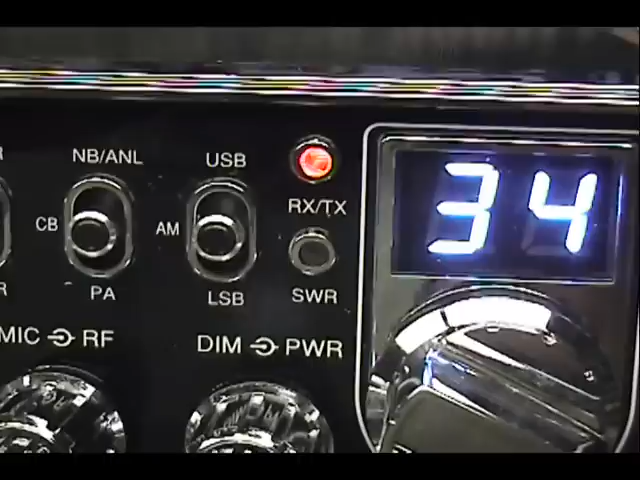 NB/ANL
USB
RX/TX
34
CB
AM
PA
LSB
SWR
MIC RF
DIM PWR